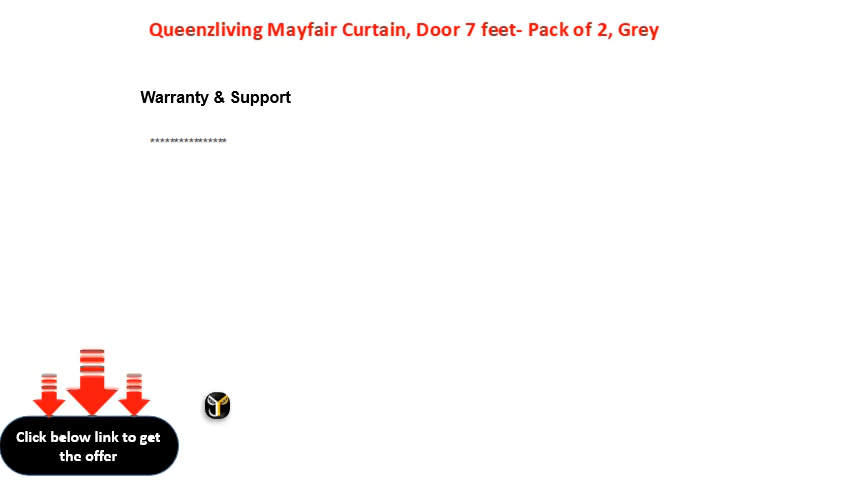 Queenzliving Mayfair Curtain, Door 7 feet- Pack of 2, Grey
Warranty & Support
****************
Click below link to get
the offer